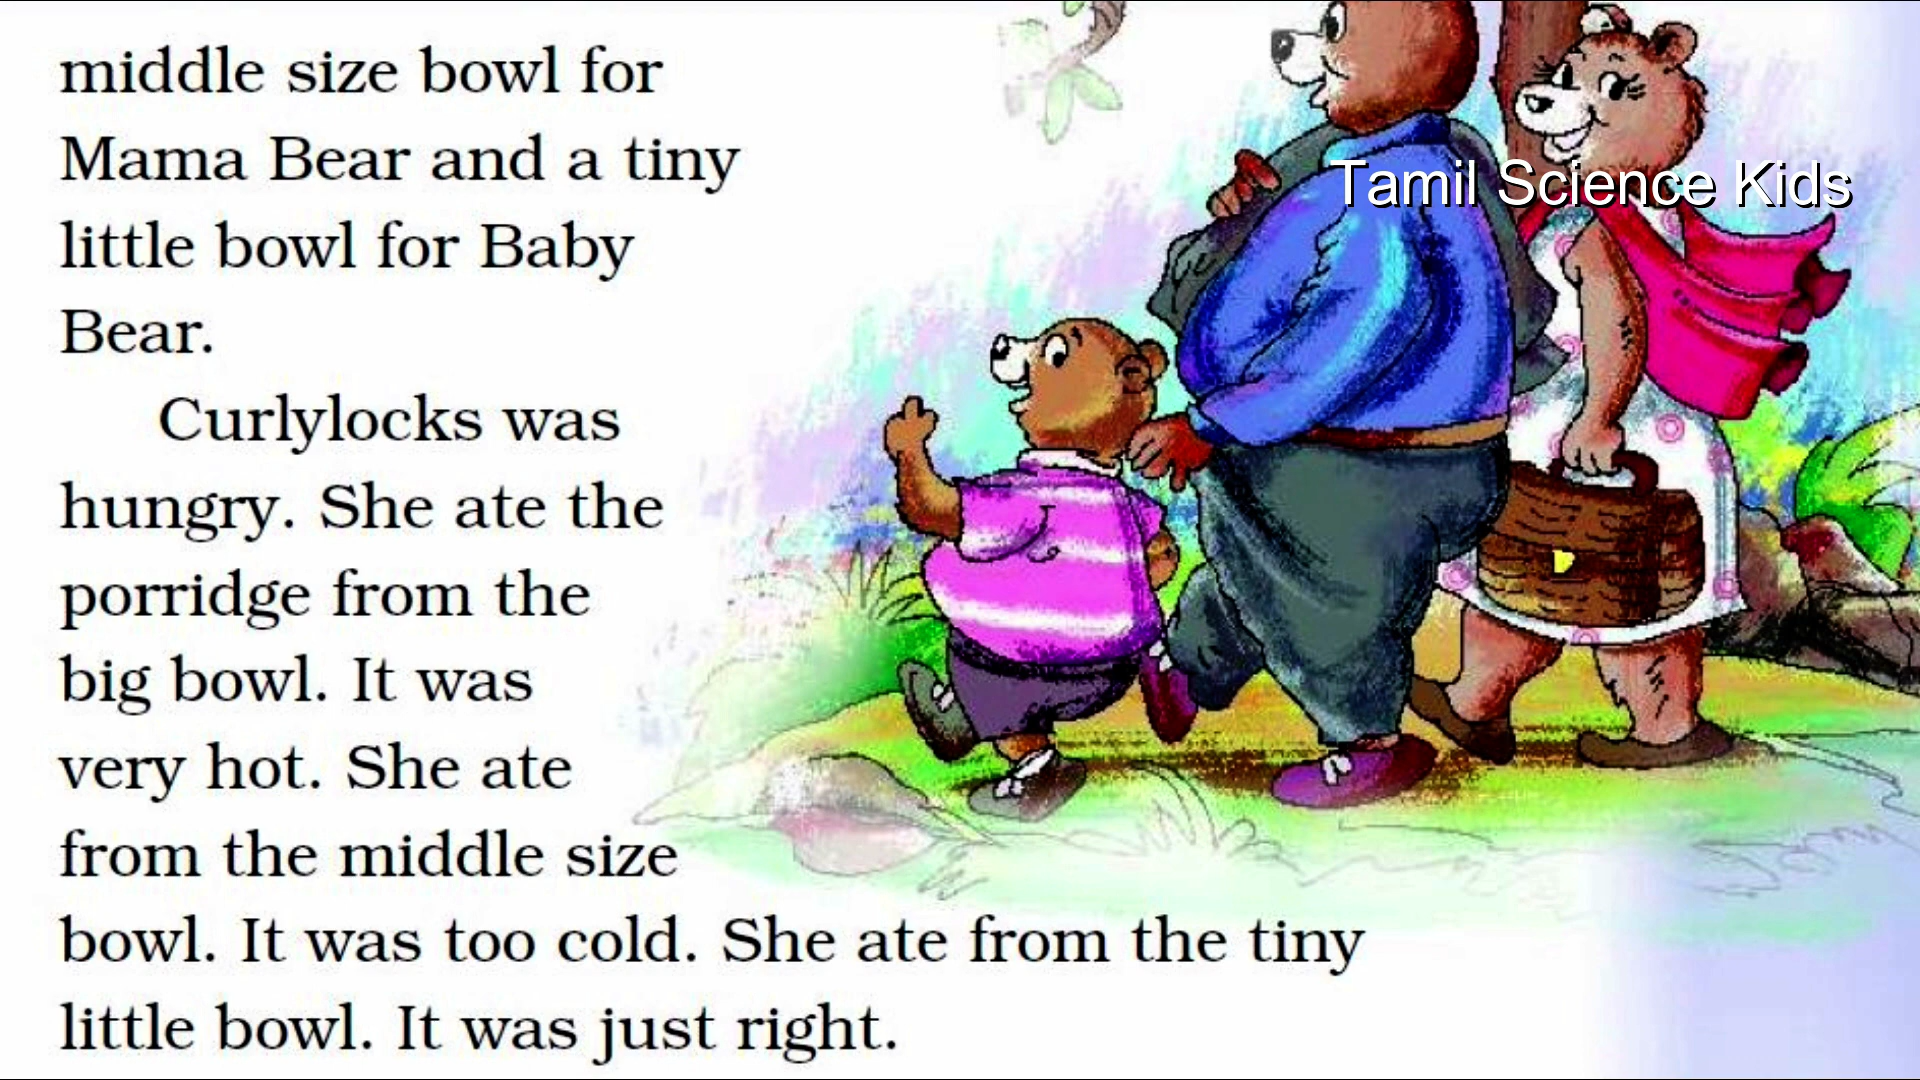 middle size bowl for
Mama Bear and a tiny
little bowl for Baby
Bear.
Curlylocks was
hungry. She ate the
porridge from the
big bowl. It was
very hot. She ate
from the middle size
bowl. It was too cold. She ate from the tiny
little bowl. It was just right.
Tamil Science Kids